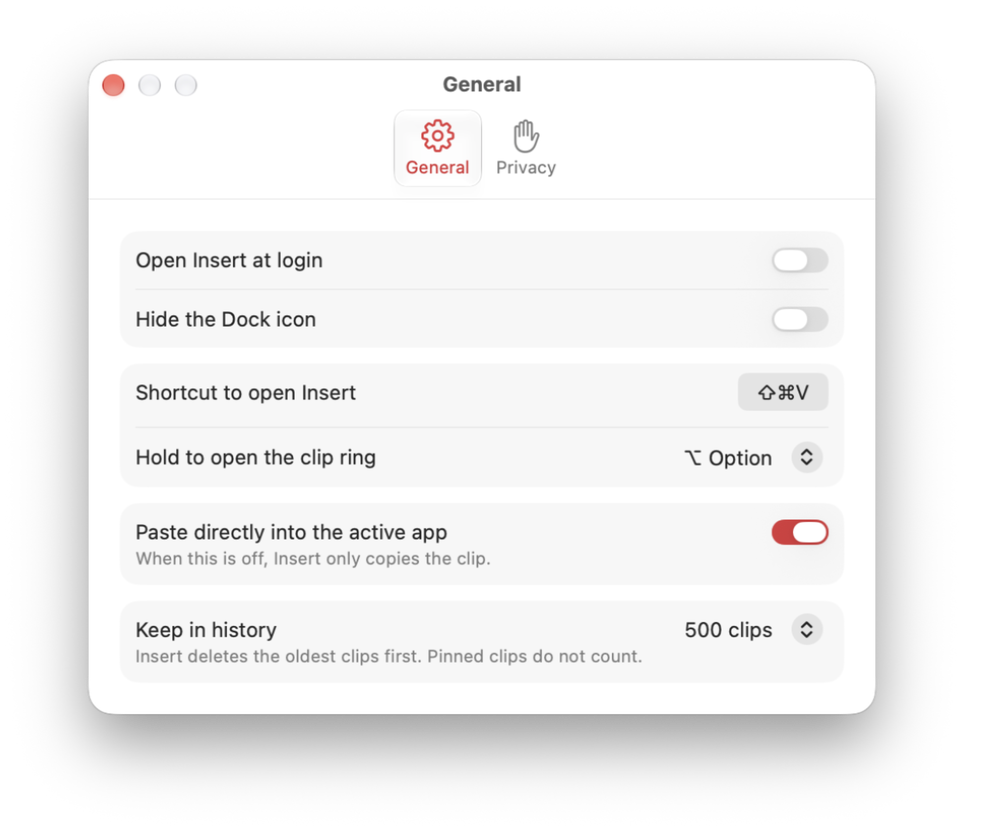 General
General
Privacy
Open Insert at login
Hide the Dock icon
Shortcut to open Insert
⇧⌘V
Hold to open the clip ring
⌥ Option
Paste directly into the active app
When this is off, Insert only copies the clip.
Keep in history
500 clips
Insert deletes the oldest clips first. Pinned clips do not count.